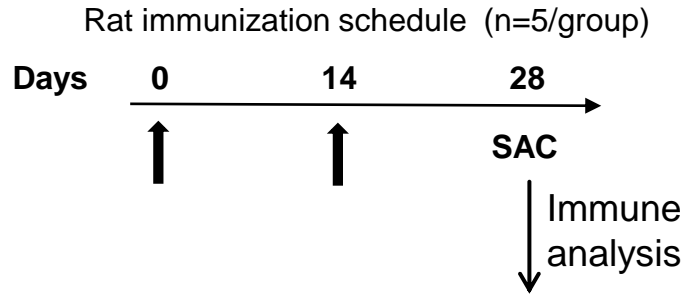 Rat immunization schedule (n=5/group)
Days 0 14 28
SAC
Immune
analysis